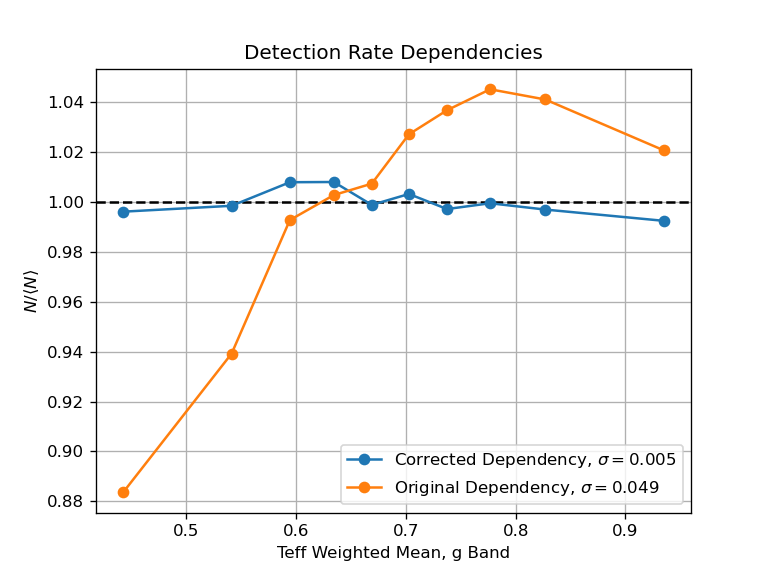 Detection Rate Dependencies
N/⟨N⟩
1.04
1.02
1.00
0.98
0.96
0.94
0.92
0.90
0.88
Corrected Dependency, σ = 0.005
Original Dependency, σ = 0.049
0.5 0.6 0.7 0.8 0.9
Teff Weighted Mean, g Band